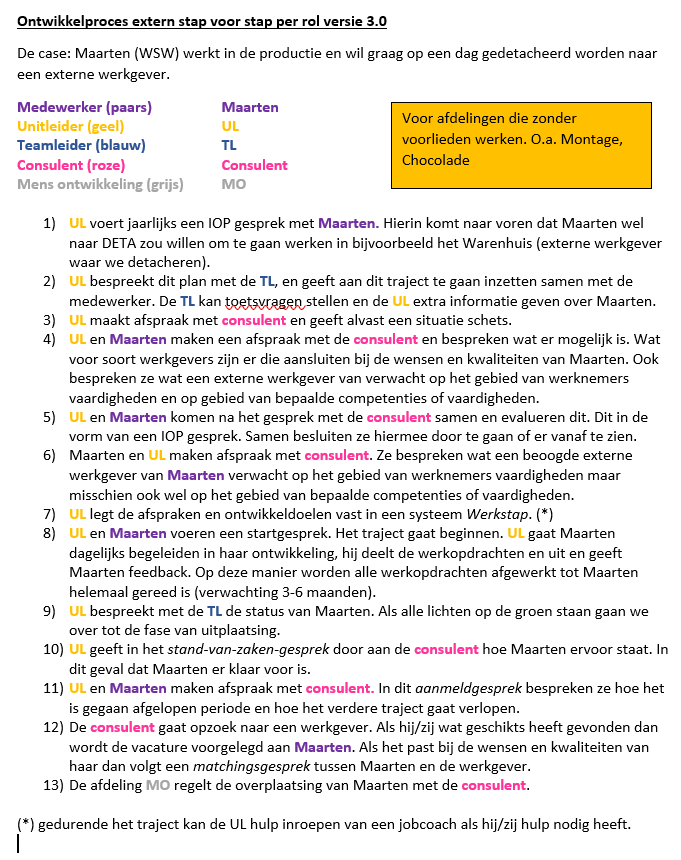 Ontwikkelproces extern stap voor stap per rol versie 3.0
De case: Maarten (WSW) werkt in de productie en wil graag op een dag gedetacheerd worden naar
een externe werkgever.
Medewerker (paars) Maarten
Unitleider (geel) UL
Teamleider (blauw) TL
Consulent (roze) Consulent
Mens ontwikkeling (grijs) MO
Voor afdelingen die zonder
voorlieden werken. O.a. Montage,
Chocolade
1) UL voert jaarlijks een IOP gesprek met Maarten. Hierin komt naar voren dat Maarten wel
naar DETA zou willen om te gaan werken in bijvoorbeeld het Warenhuis (externe werkgever
waar we detacheren).
2) UL bespreekt dit plan met de TL, en geeft aan dit traject te gaan inzetten samen met de
medewerker. De TL kan toetsvragen stellen en de UL extra informatie geven over Maarten.
3) UL maakt afspraak met consulent en geeft alvast een situatie schets.
4) UL en Maarten maken een afspraak met de consulent en bespreken wat er mogelijk is. Wat
voor soort werkgevers zijn er die aansluiten bij de wensen en kwaliteiten van Maarten. Ook
bespreken ze wat een externe werkgever van verwacht op het gebied van werknemers
vaardigheden en op gebied van bepaalde competenties of vaardigheden.
5) UL en Maarten komen na het gesprek met de consulent samen en evalueren dit. Dit in de
vorm van een IOP gesprek. Samen besluiten ze hiermee door te gaan of er vanaf te zien.
6) Maarten en UL maken afspraak met consulent. Ze bespreken wat een beoogde externe
werkgever van Maarten verwacht op het gebied van werknemers vaardigheden maar
misschien ook wel op het gebied van bepaalde competenties of vaardigheden.
7) UL legt de afspraken en ontwikkeldoelen vast in een systeem Werkstap. (*)
8) UL en Maarten voeren een startgesprek. Het traject gaat beginnen. UL gaat Maarten
dagelijks begeleiden in haar ontwikkeling, hij deelt de werkopdrachten en uit en geeft
Maarten feedback. Op deze manier worden alle werkopdrachten afgewerkt tot Maarten
helemaal gereed is (verwachting 3-6 maanden).
9) UL bespreekt met de TL de status van Maarten. Als alle lichten op de groen staan gaan we
over tot de fase van uitplaatsing.
10) UL geeft in het stand-van-zaken-gesprek door aan de consulent hoe Maarten ervoor staat. In
dit geval dat Maarten er klaar voor is.
11) UL en Maarten maken afspraak met consulent. In dit aanmeldgesprek bespreken ze hoe het
is gegaan afgelopen periode en hoe het verdere traject gaat verlopen.
12) De consulent gaat opzoek naar een werkgever. Als hij/zij wat geschikts heeft gevonden dan
wordt de vacature voorgelegd aan Maarten. Als het past bij de wensen en kwaliteiten van
haar dan volgt een matchingsgesprek tussen Maarten en de werkgever.
13) De afdeling MO regelt de overplaatsing van Maarten met de consulent.
(*) gedurende het traject kan de UL hulp inroepen van een jobcoach als hij/zij hulp nodig heeft.